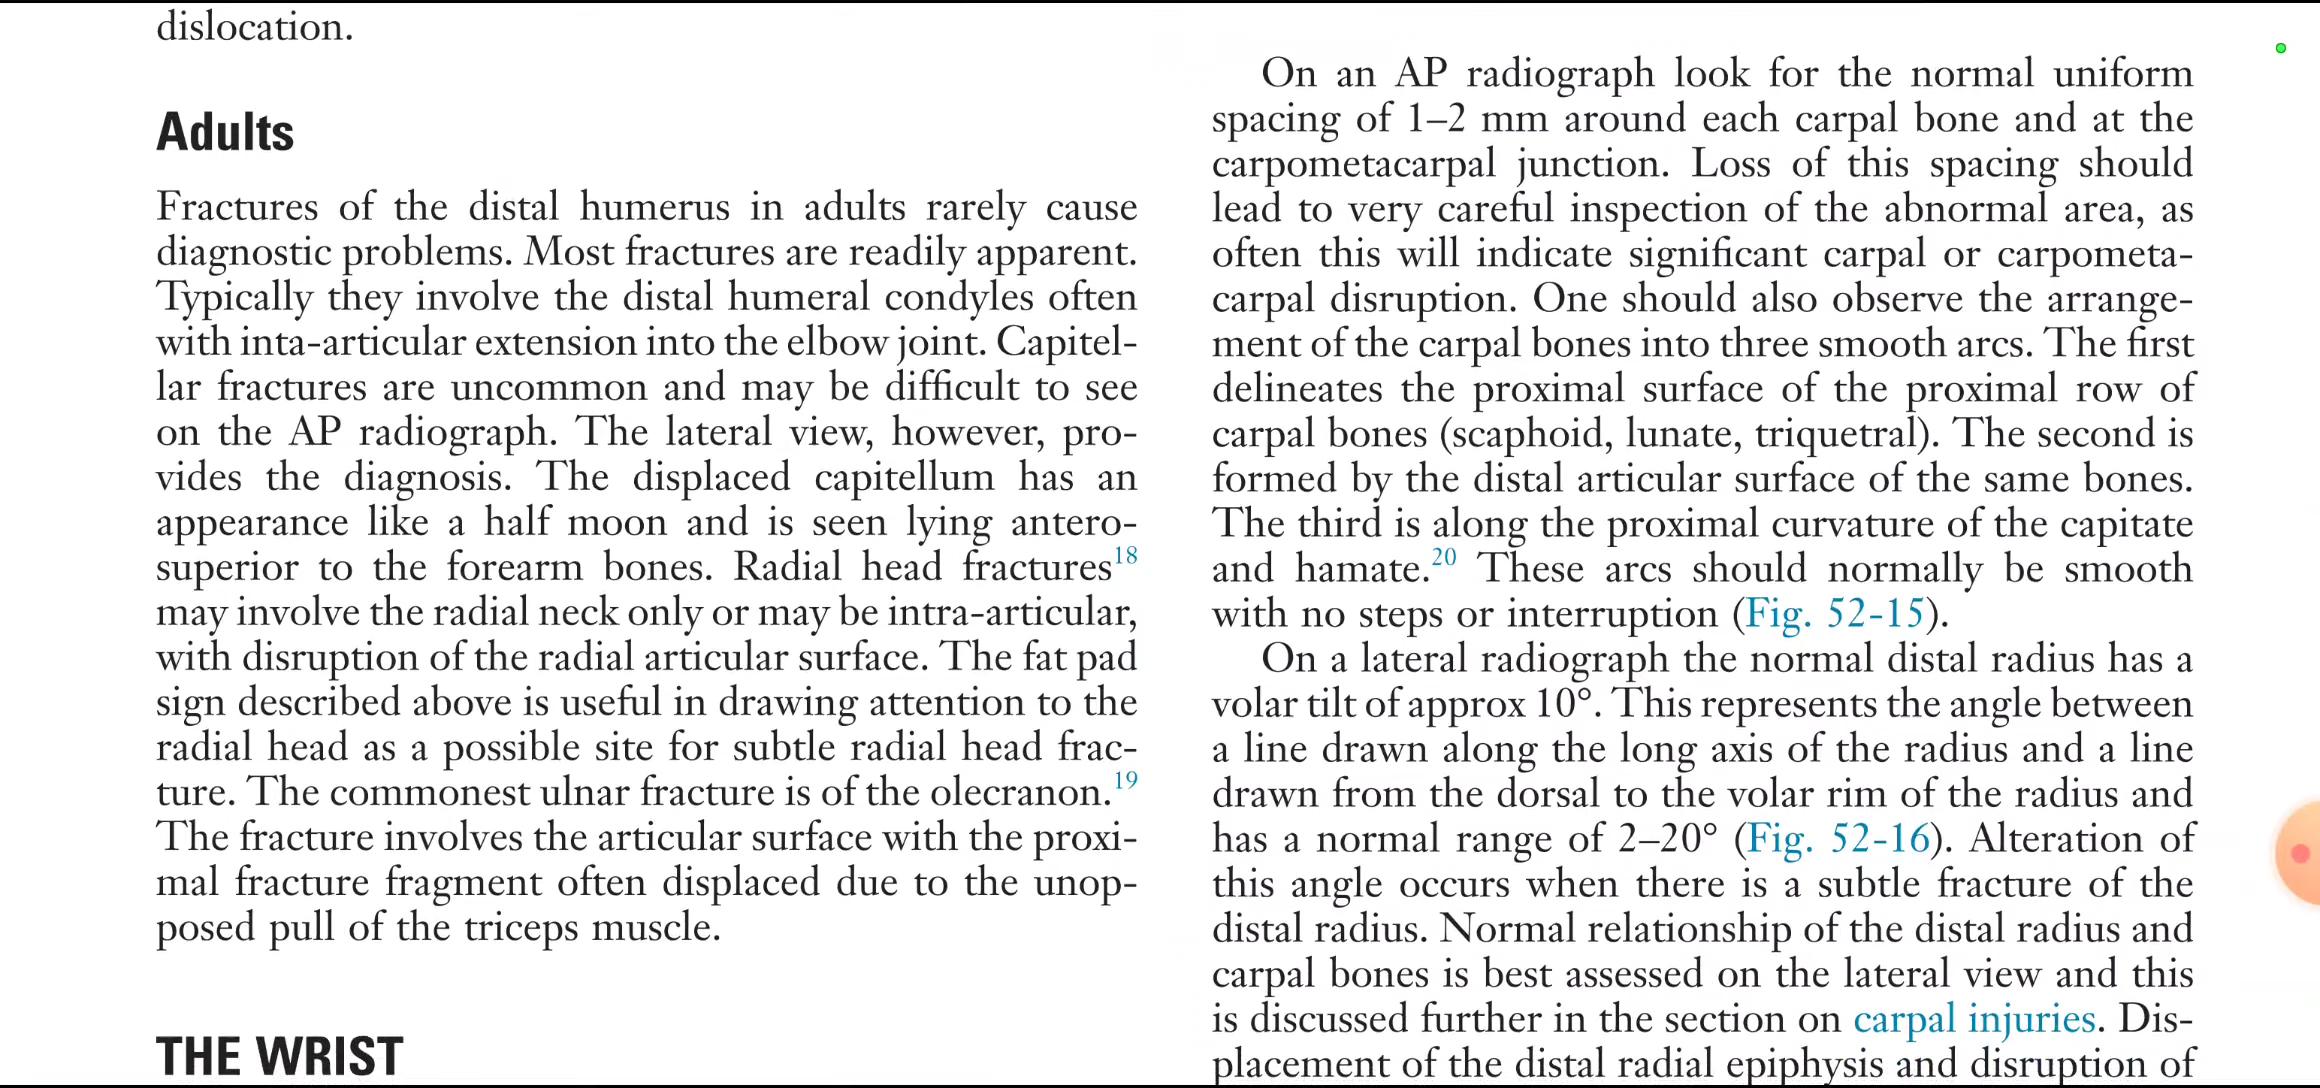 dislocation.
Adults
Fractures of the distal humerus in adults rarely cause
diagnostic problems. Most fractures are readily apparent.
Typically they involve the distal humeral condyles often
with inta-articular extension into the elbow joint. Capitel-
lar fractures are uncommon and may be difficult to see
on the AP radiograph. The lateral view, however, pro-
vides the diagnosis. The displaced capitellum has an
appearance like a half moon and is seen lying antero-
superior to the forearm bones. Radial head fractures18
may involve the radial neck only or may be intra-articular,
with disruption of the radial articular surface. The fat pad
sign described above is useful in drawing attention to the
radial head as a possible site for subtle radial head frac-
ture. The commonest ulnar fracture is of the olecranon.19
The fracture involves the articular surface with the proxi-
mal fracture fragment often displaced due to the unop-
posed pull of the triceps muscle.
THE WRIST
On an AP radiograph look for the normal uniform
spacing of 1–2 mm around each carpal bone and at the
carpometacarpal junction. Loss of this spacing should
lead to very careful inspection of the abnormal area, as
often this will indicate significant carpal or carpometa-
carpal disruption. One should also observe the arrange-
ment of the carpal bones into three smooth arcs. The first
delineates the proximal surface of the proximal row of
carpal bones (scaphoid, lunate, triquetral). The second is
formed by the distal articular surface of the same bones.
The third is along the proximal curvature of the capitate
and hamate.20 These arcs should normally be smooth
with no steps or interruption (Fig. 52-15).
On a lateral radiograph the normal distal radius has a
volar tilt of approx 10°. This represents the angle between
a line drawn along the long axis of the radius and a line
drawn from the dorsal to the volar rim of the radius and
has a normal range of 2–20° (Fig. 52-16). Alteration of
this angle occurs when there is a subtle fracture of the
distal radius. Normal relationship of the distal radius and
carpal bones is best assessed on the lateral view and this
is discussed further in the section on carpal injuries. Dis-
placement of the distal radial epiphysis and disruption of